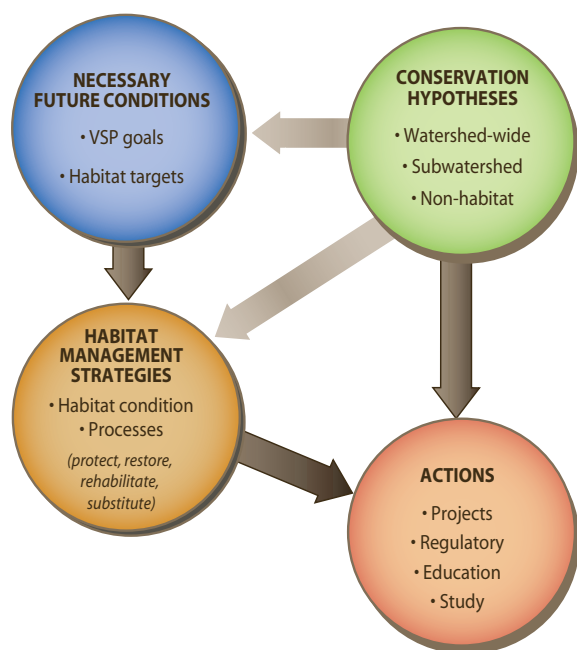 NECESSARY
FUTURE CONDITIONS
• VSP goals
• Habitat targets
CONSERVATION
HYPOTHESES
• Watershed-wide
• Subwatershed
• Non-habitat
HABITAT
MANAGEMENT
STRATEGIES
• Habitat condition
• Processes
(protect, restore,
rehabilitate,
substitute)
ACTIONS
• Projects
• Regulatory
• Education
• Study